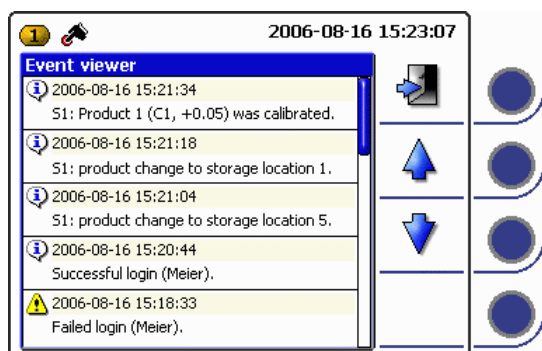 1
2006-08-16 15:23:07
Event viewer
2006-08-16 15:21:34
S1: Product 1 (C1, +0.05) was calibrated.
2006-08-16 15:21:18
S1: product change to storage location 1.
2006-08-16 15:21:04
S1: product change to storage location 5.
2006-08-16 15:20:44
Successful login (Meier).
2006-08-16 15:18:33
Failed login (Meier).